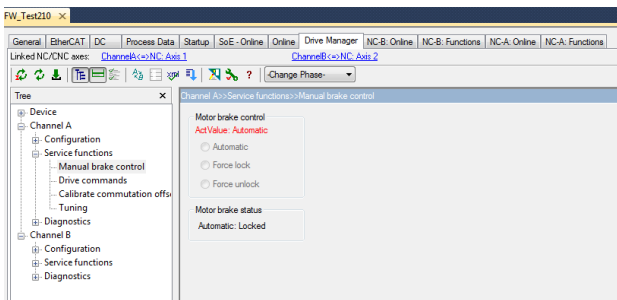 FW_Test210 ×
General EtherCAT DC Process Data Startup SoE - Online Online Drive Manager NC-B: Online NC-B: Functions NC-A: Online NC-A: Functions
Linked NC/CNC axes: ChannelA<=>NC: Axis 1 ChannelB<=>NC: Axis 2
-Change Phase-
Tree × Channel A>>Service functions>>Manual brake control
Device
Channel A
Configuration
Service functions
Manual brake control
Drive commands
Calibrate commutation offs
Tuning
Diagnostics
Channel B
Configuration
Service functions
Diagnostics
Motor brake control
ActValue: Automatic
Automatic
Force lock
Force unlock
Motor brake status
Automatic: Locked